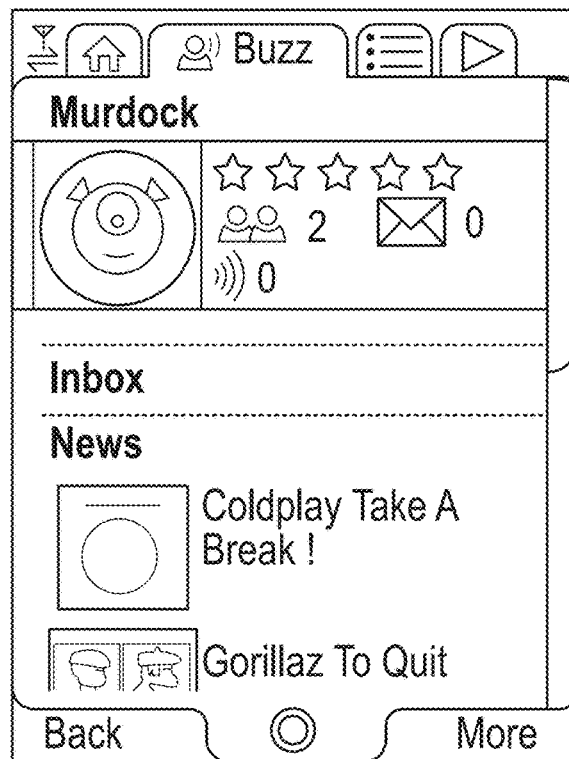 Buzz
Murdock
2 0
0
Inbox
News
Coldplay Take A
Break !
Gorillaz To Quit
Back More